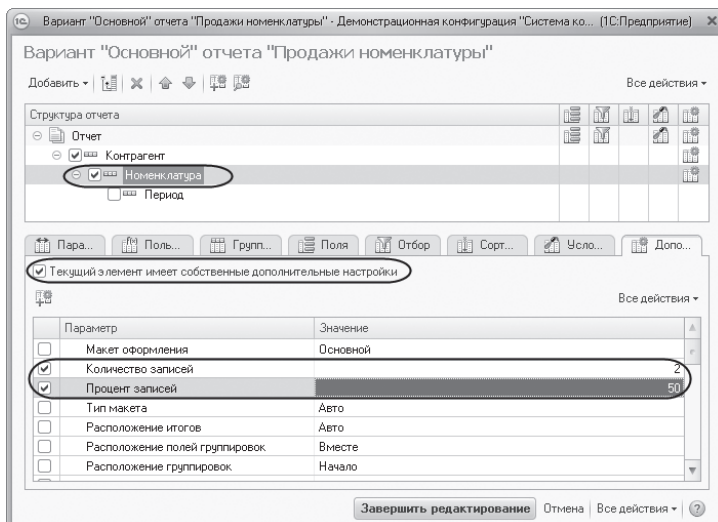 Вариант "Основной" отчета "Продажи номенклатуры" - Демонстрационная конфигурация "Система ко... (1С:Предприятие)
Вариант "Основной" отчета "Продажи номенклатуры"
Добавить
Все действия
Структура отчета
Отчет
Контрагент
Номенклатура
Период
Пара... Поль... Групп... Поля Отбор Сорт... Усло... Допо...
Текущий элемент имеет собственные дополнительные настройки
Все действия
Параметр Значение
Макет оформления Основной
Количество записей 2
Процент записей 50
Тип макета Авто
Расположение итогов Авто
Расположение полей группировок Вместе
Расположение группировок Начало
Завершить редактирование Отмена Все действия ?